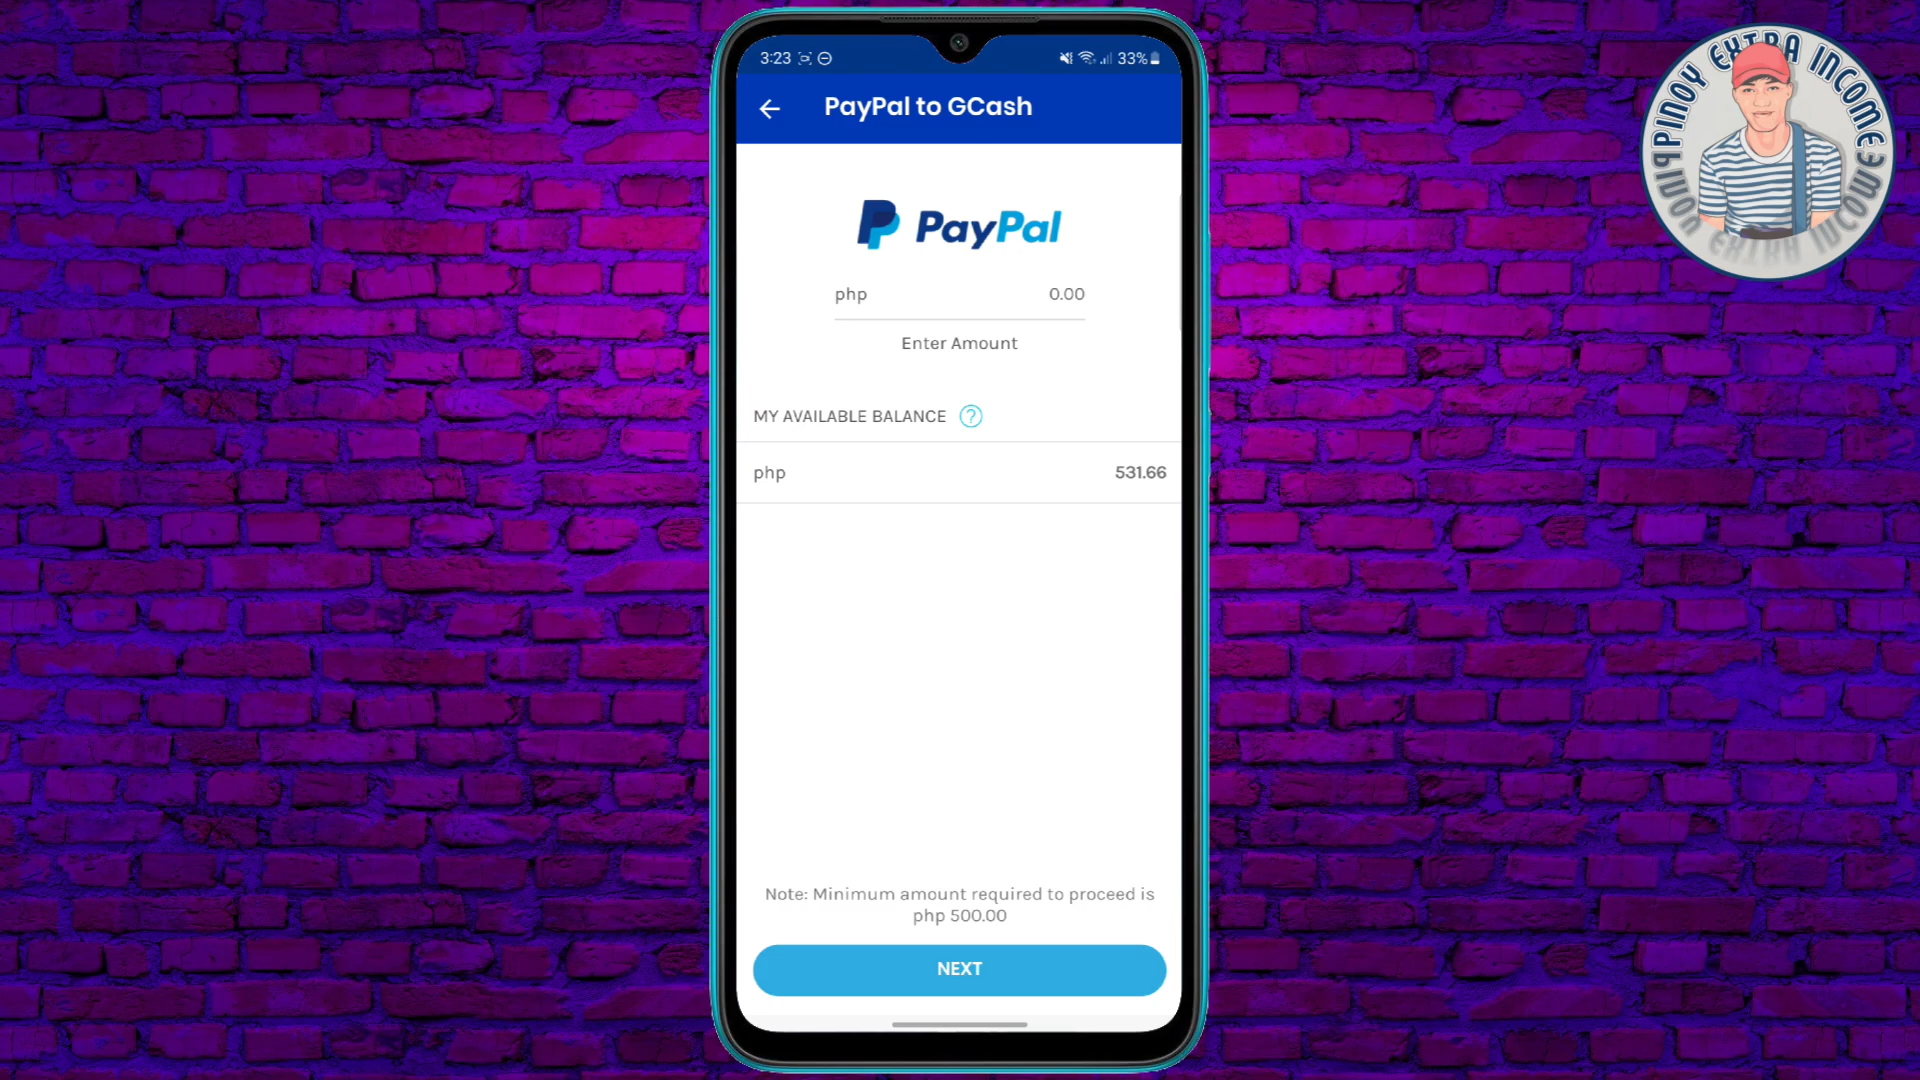 3:23
33%
PayPal to GCash
PayPal
php 0.00
Enter Amount
MY AVAILABLE BALANCE ?
php 531.66
Note: Minimum amount required to proceed is
php 500.00
NEXT
PINOY EXTRA INCOME